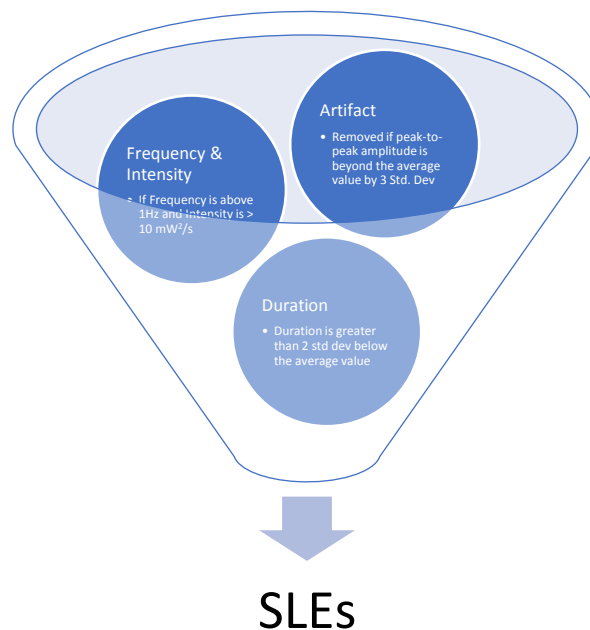 Artifact
• Removed if peak-to-
peak amplitude is
beyond the average
value by 3 Std. Dev
Frequency &
Intensity
• If Frequency is above
1Hz and Intensity is >
10 mW²/s
Duration
• Duration is greater
than 2 std dev below
the average value
SLEs